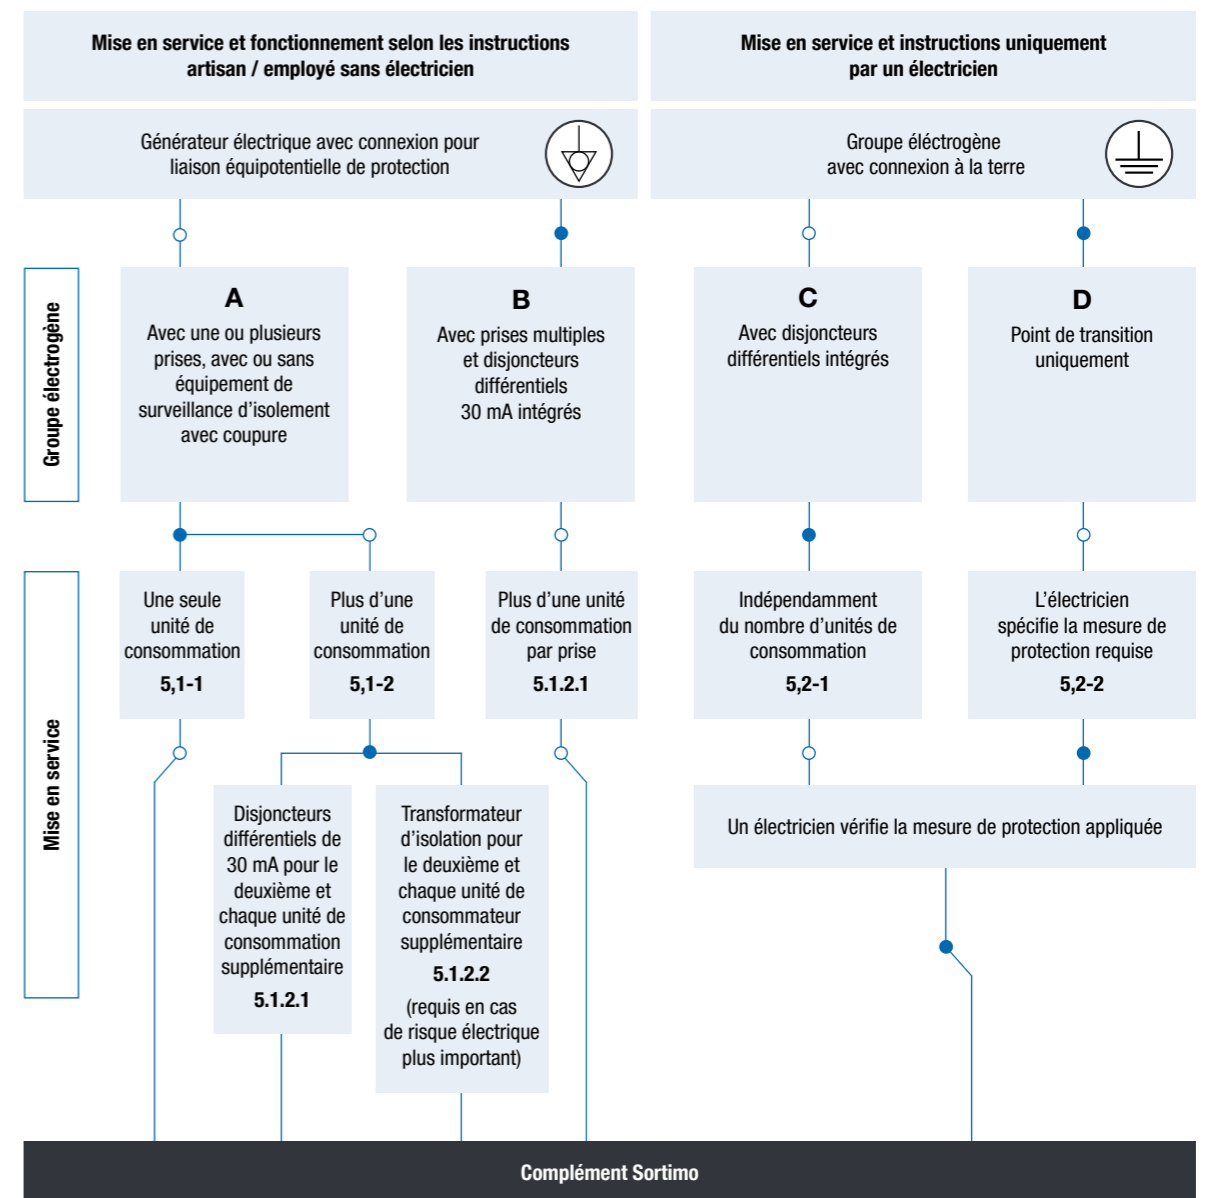 Mise en service et fonctionnement selon les instructions
artisan / employé sans électricien
Mise en service et instructions uniquement
par un électricien
Générateur électrique avec connexion pour
liaison équipotentielle de protection
Groupe éléctrogène
avec connexion à la terre
Groupe électrogène
A
Avec une ou plusieurs
prises, avec ou sans
équipement de
surveillance d’isolement
avec coupure
B
Avec prises multiples
et disjoncteurs
différentiels
30 mA intégrés
C
Avec disjoncteurs
différentiels intégrés
D
Point de transition
uniquement
Mise en service
Une seule
unité de
consommation
5,1-1
Plus d’une
unité de
consommation
5,1-2
Plus d’une unité
de consommation
par prise
5.1.2.1
Indépendamment
du nombre d’unités de
consommation
5,2-1
L’électricien
spécifie la mesure de
protection requise
5,2-2
Disjoncteurs
différentiels de
30 mA pour le
deuxième et
chaque unité de
consommation
supplémentaire
5.1.2.1
Transformateur
d’isolation pour
le deuxième et
chaque unité de
consommateur
supplémentaire
5.1.2.2
(requis en cas
de risque électrique
plus important)
Un électricien vérifie la mesure de protection appliquée
Complément Sortimo